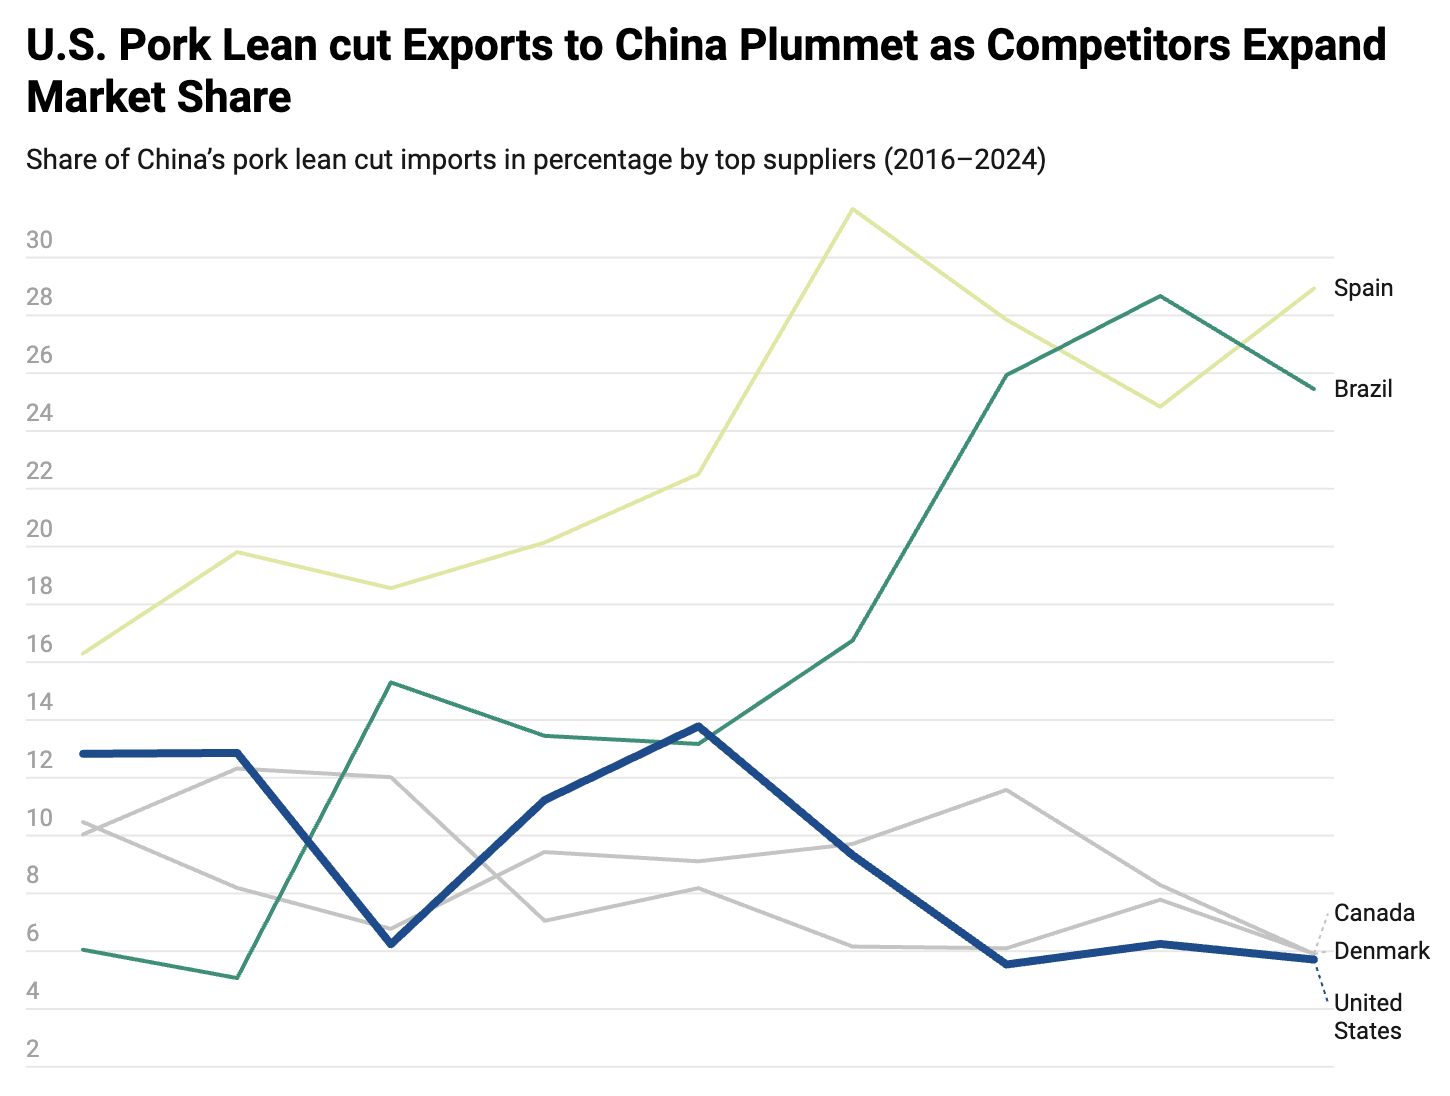 U.S. Pork Lean cut Exports to China Plummet as Competitors Expand
Market Share
Share of China’s pork lean cut imports in percentage by top suppliers (2016–2024)
30
28
Spain
26
Brazil
24
22
20
18
16
14
12
10
8
Canada
6
Denmark
4
United
States
2